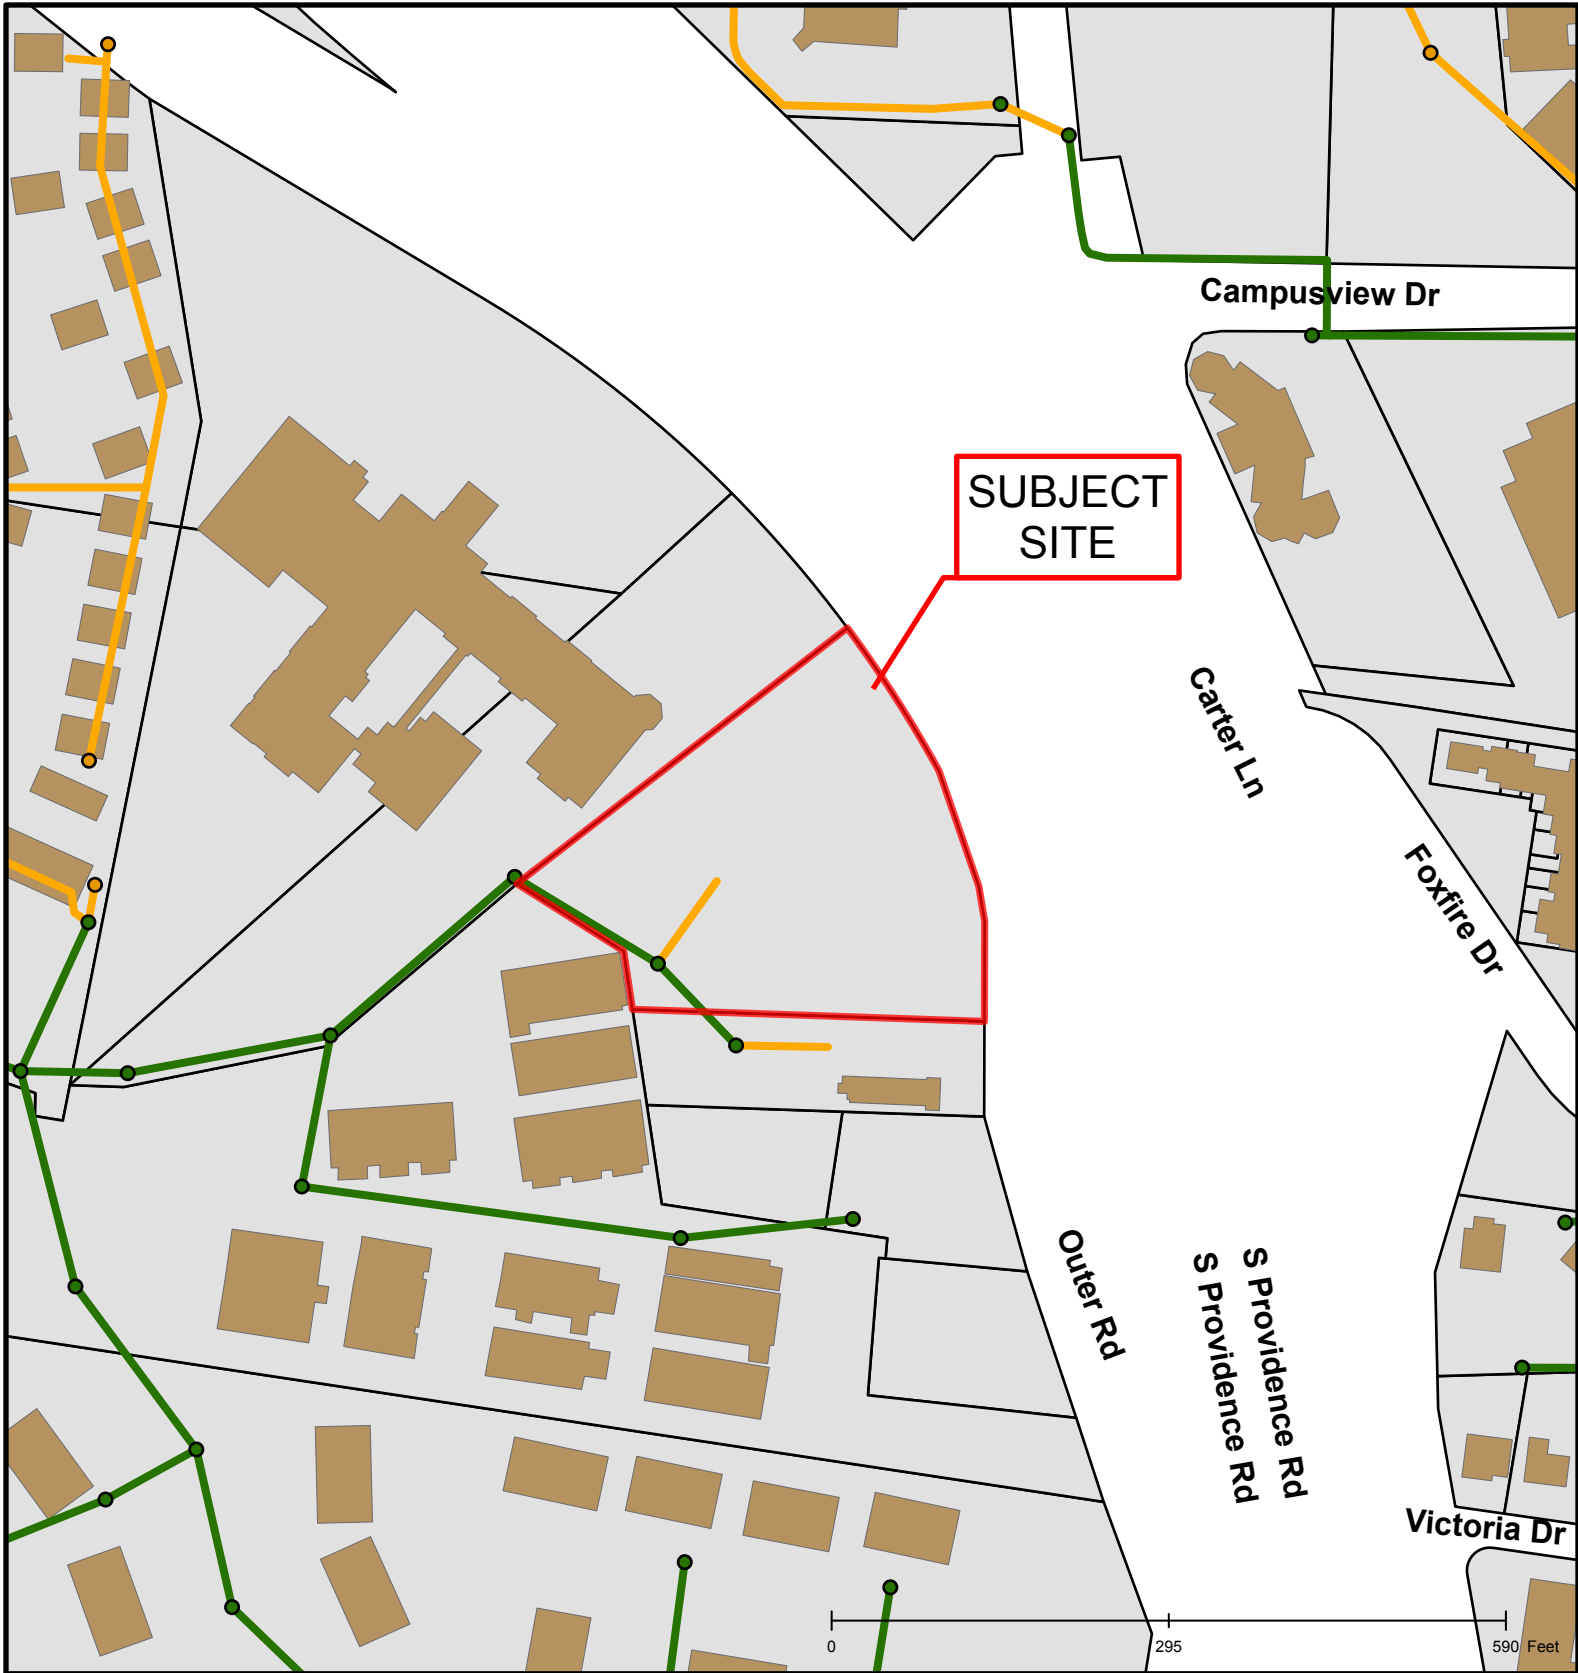 Campusview Dr
SUBJECT
SITE
Carter Ln
Foxfire Dr
Outer Rd
S Providence Rd
S Providence Rd
Victoria Dr
0 295 590 Feet